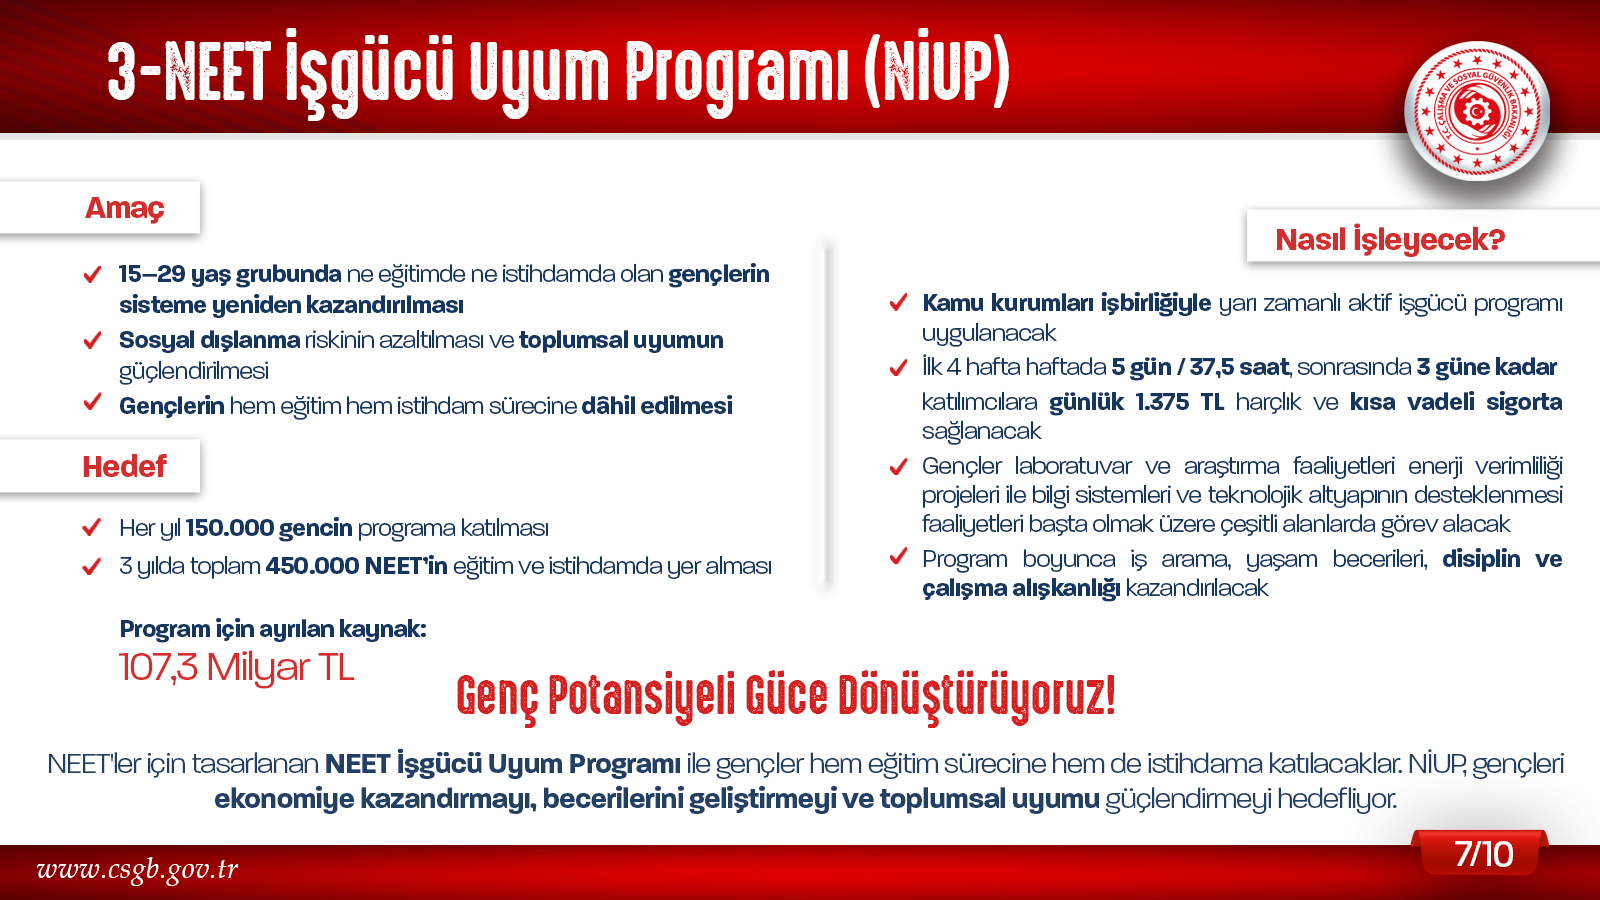 3-NEET İşgücü Uyum Programı (NİUP)
T.C. ÇALIŞMA VE SOSYAL GÜVENLİK BAKANLIĞI
Amaç
15–29 yaş grubunda ne eğitimde ne istihdamda olan gençlerin
sisteme yeniden kazandırılması
Sosyal dışlanma riskinin azaltılması ve toplumsal uyumun
güçlendirilmesi
Gençlerin hem eğitim hem istihdam sürecine dâhil edilmesi
Hedef
Her yıl 150.000 gencin programa katılması
3 yılda toplam 450.000 NEET'in eğitim ve istihdamda yer alması
Program için ayrılan kaynak:
107,3 Milyar TL
Nasıl İşleyecek?
Kamu kurumları işbirliğiyle yarı zamanlı aktif işgücü programı
uygulanacak
İlk 4 hafta haftada 5 gün / 37,5 saat, sonrasında 3 güne kadar
katılımcılara günlük 1.375 TL harçlık ve kısa vadeli sigorta
sağlanacak
Gençler laboratuvar ve araştırma faaliyetleri enerji verimliliği
projeleri ile bilgi sistemleri ve teknolojik altyapının desteklenmesi
faaliyetleri başta olmak üzere çeşitli alanlarda görev alacak
Program boyunca iş arama, yaşam becerileri, disiplin ve
çalışma alışkanlığı kazandırılacak
Genç Potansiyeli Güce Dönüştürüyoruz!
NEET'ler için tasarlanan NEET İşgücü Uyum Programı ile gençler hem eğitim sürecine hem de istihdama katılacaklar. NİUP, gençleri
ekonomiye kazandırmayı, becerilerini geliştirmeyi ve toplumsal uyumu güçlendirmeyi hedefliyor.
www.csgb.gov.tr
7/10